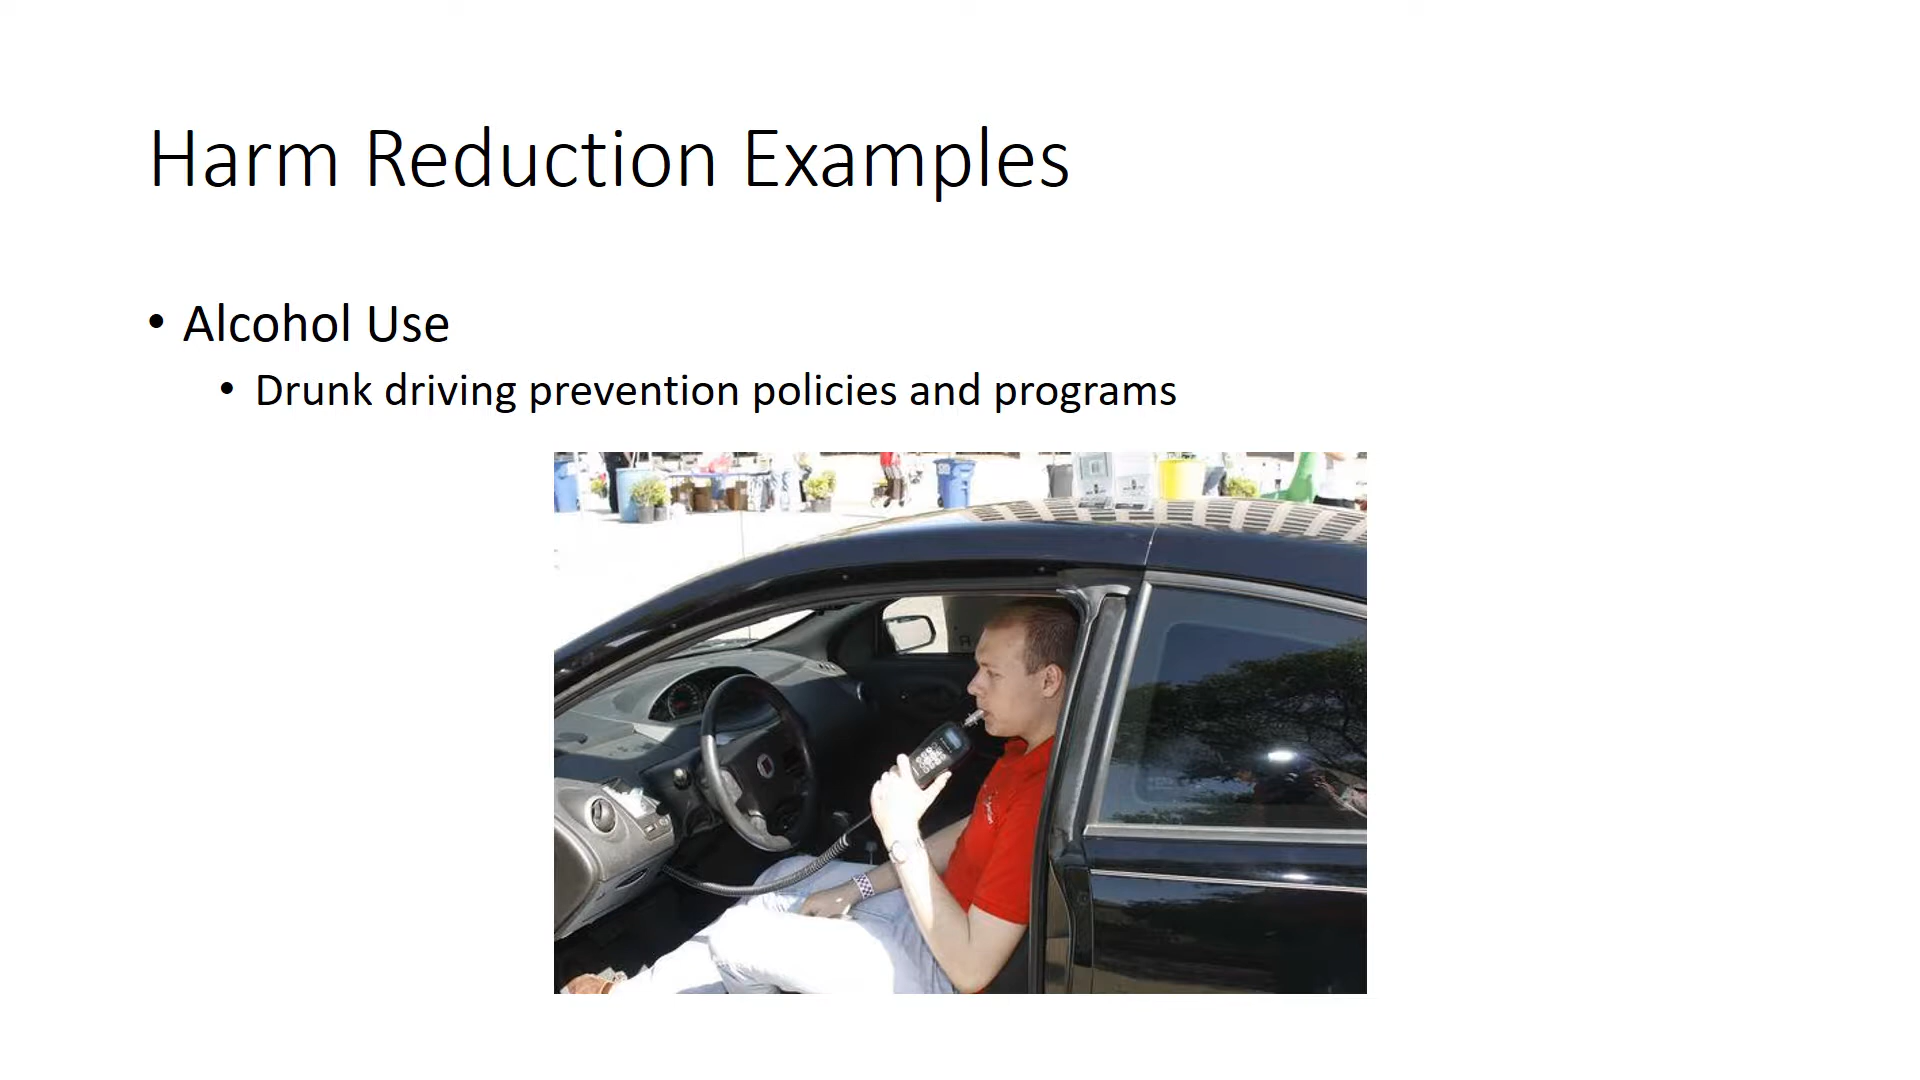 Harm Reduction Examples
• Alcohol Use
• Drunk driving prevention policies and programs